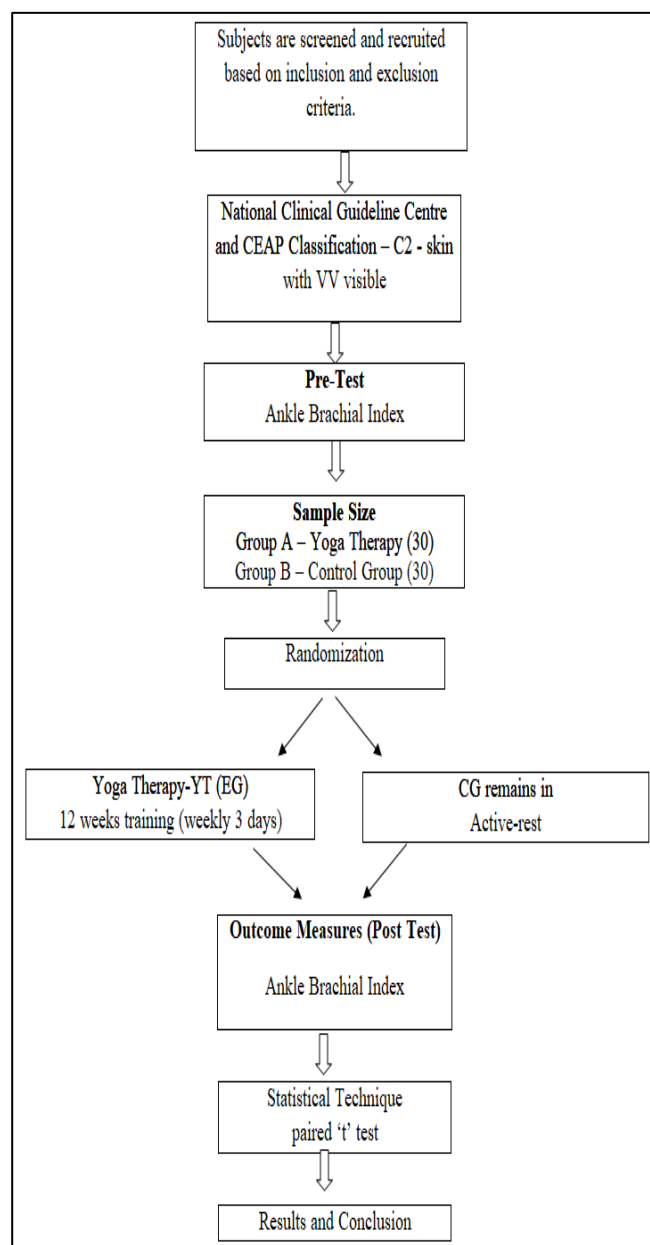 Subjects are screened and recruited
based on inclusion and exclusion
criteria.
National Clinical Guideline Centre
and CEAP Classification – C2 - skin
with VV visible
Pre-Test
Ankle Brachial Index
Sample Size
Group A – Yoga Therapy (30)
Group B – Control Group (30)
Randomization
Yoga Therapy-YT (EG)
12 weeks training (weekly 3 days)
CG remains in
Active-rest
Outcome Measures (Post Test)
Ankle Brachial Index
Statistical Technique
paired ‘t’ test
Results and Conclusion